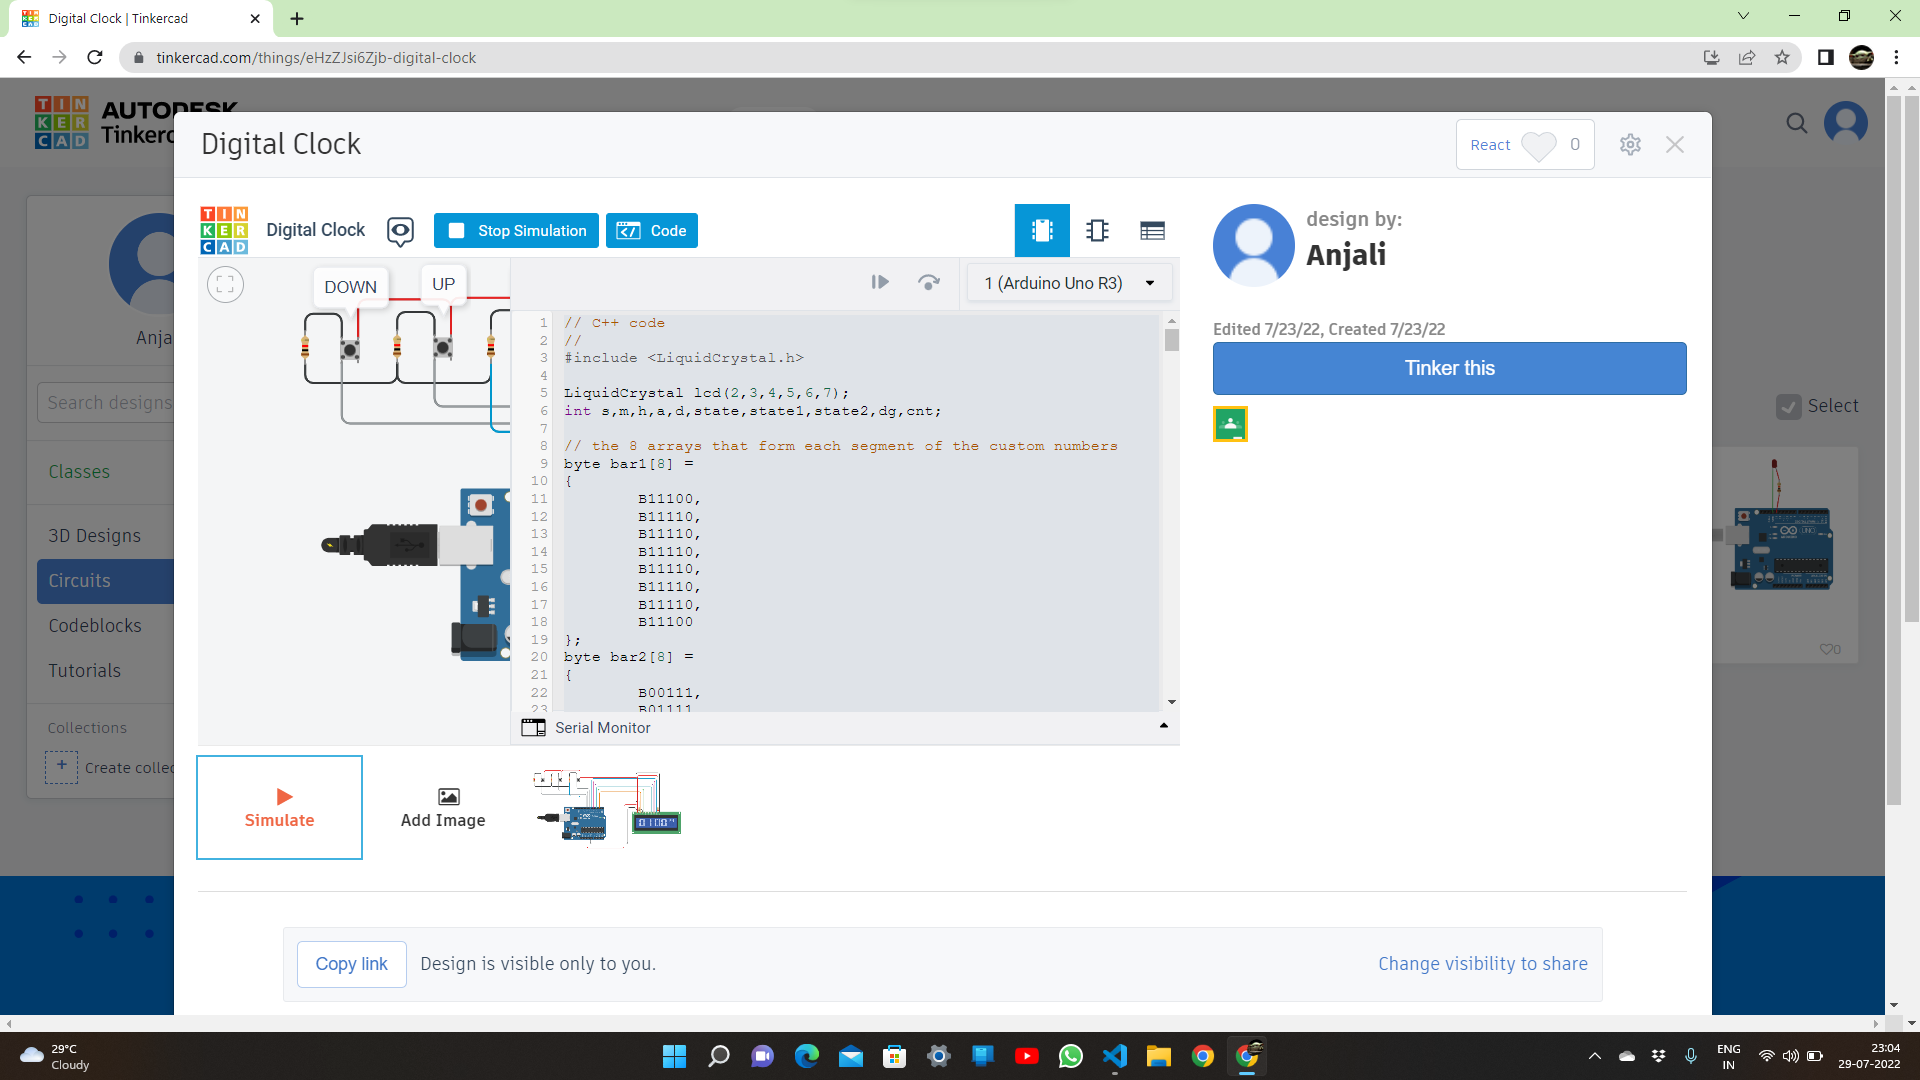 Digital Clock | Tinkercad
tinkercad.com/things/eHzZJsi6Zjb-digital-clock
TIN
KER
CAD
AUTODESK
Tinkerc
Digital Clock
React
0
TIN
KER
CAD
Digital Clock
Stop Simulation
Code
design by:
Anjali
DOWN
UP
1 (Arduino Uno R3)
Edited 7/23/22, Created 7/23/22
Tinker this
Anja
Search designs
Select
Classes
3D Designs
Circuits
Codeblocks
Tutorials
Collections
+ Create collec
1 // C++ code
2 //
3 #include <LiquidCrystal.h>
4
5 LiquidCrystal lcd(2,3,4,5,6,7);
6 int s,m,h,a,d,state,state1,state2,dg,cnt;
7
8 // the 8 arrays that form each segment of the custom numbers
9 byte bar1[8] =
10 {
11 B11100,
12 B11110,
13 B11110,
14 B11110,
15 B11110,
16 B11110,
17 B11110,
18 B11100
19 };
20 byte bar2[8] =
21 {
22 B00111,
23 B01111
Serial Monitor
0
Simulate
Add Image
Copy link
Design is visible only to you.
Change visibility to share
29°C
Cloudy
ENG
IN
23:04
29-07-2022